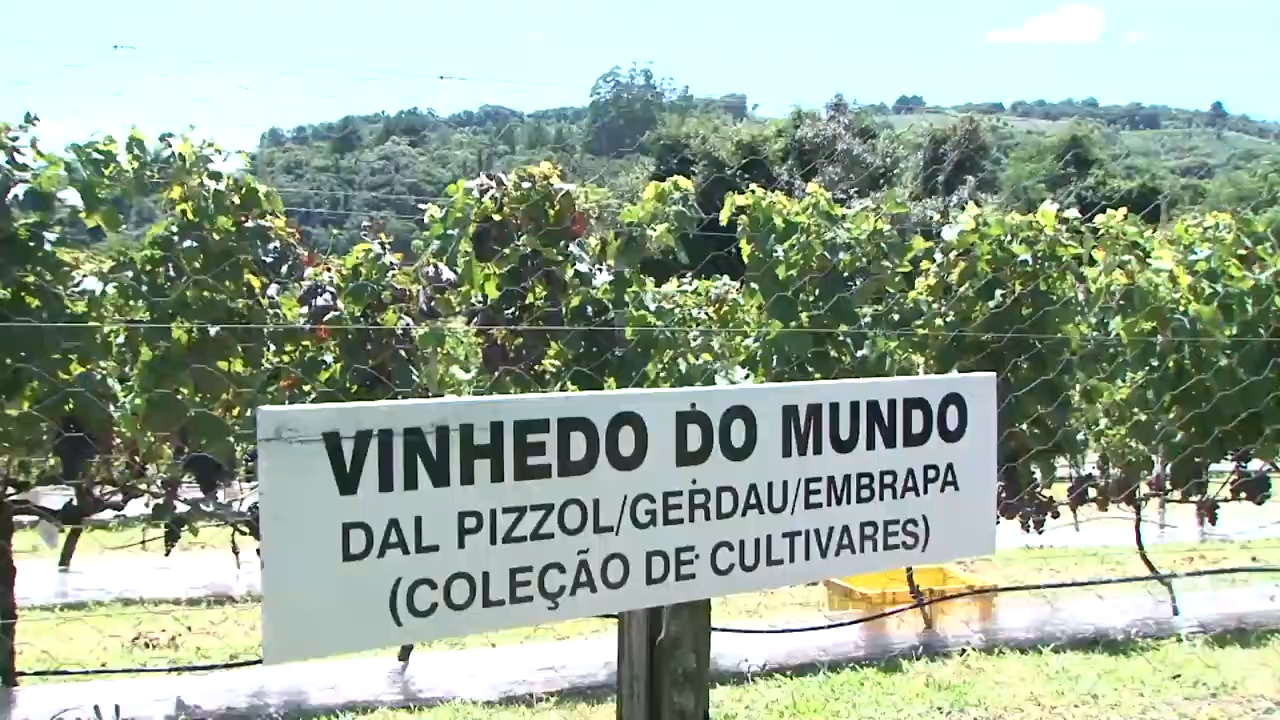 VINHEDO DO MUNDO
DAL PIZZOL/GERDAU/EMBRAPA
(COLEÇÃO DE CULTIVARES)